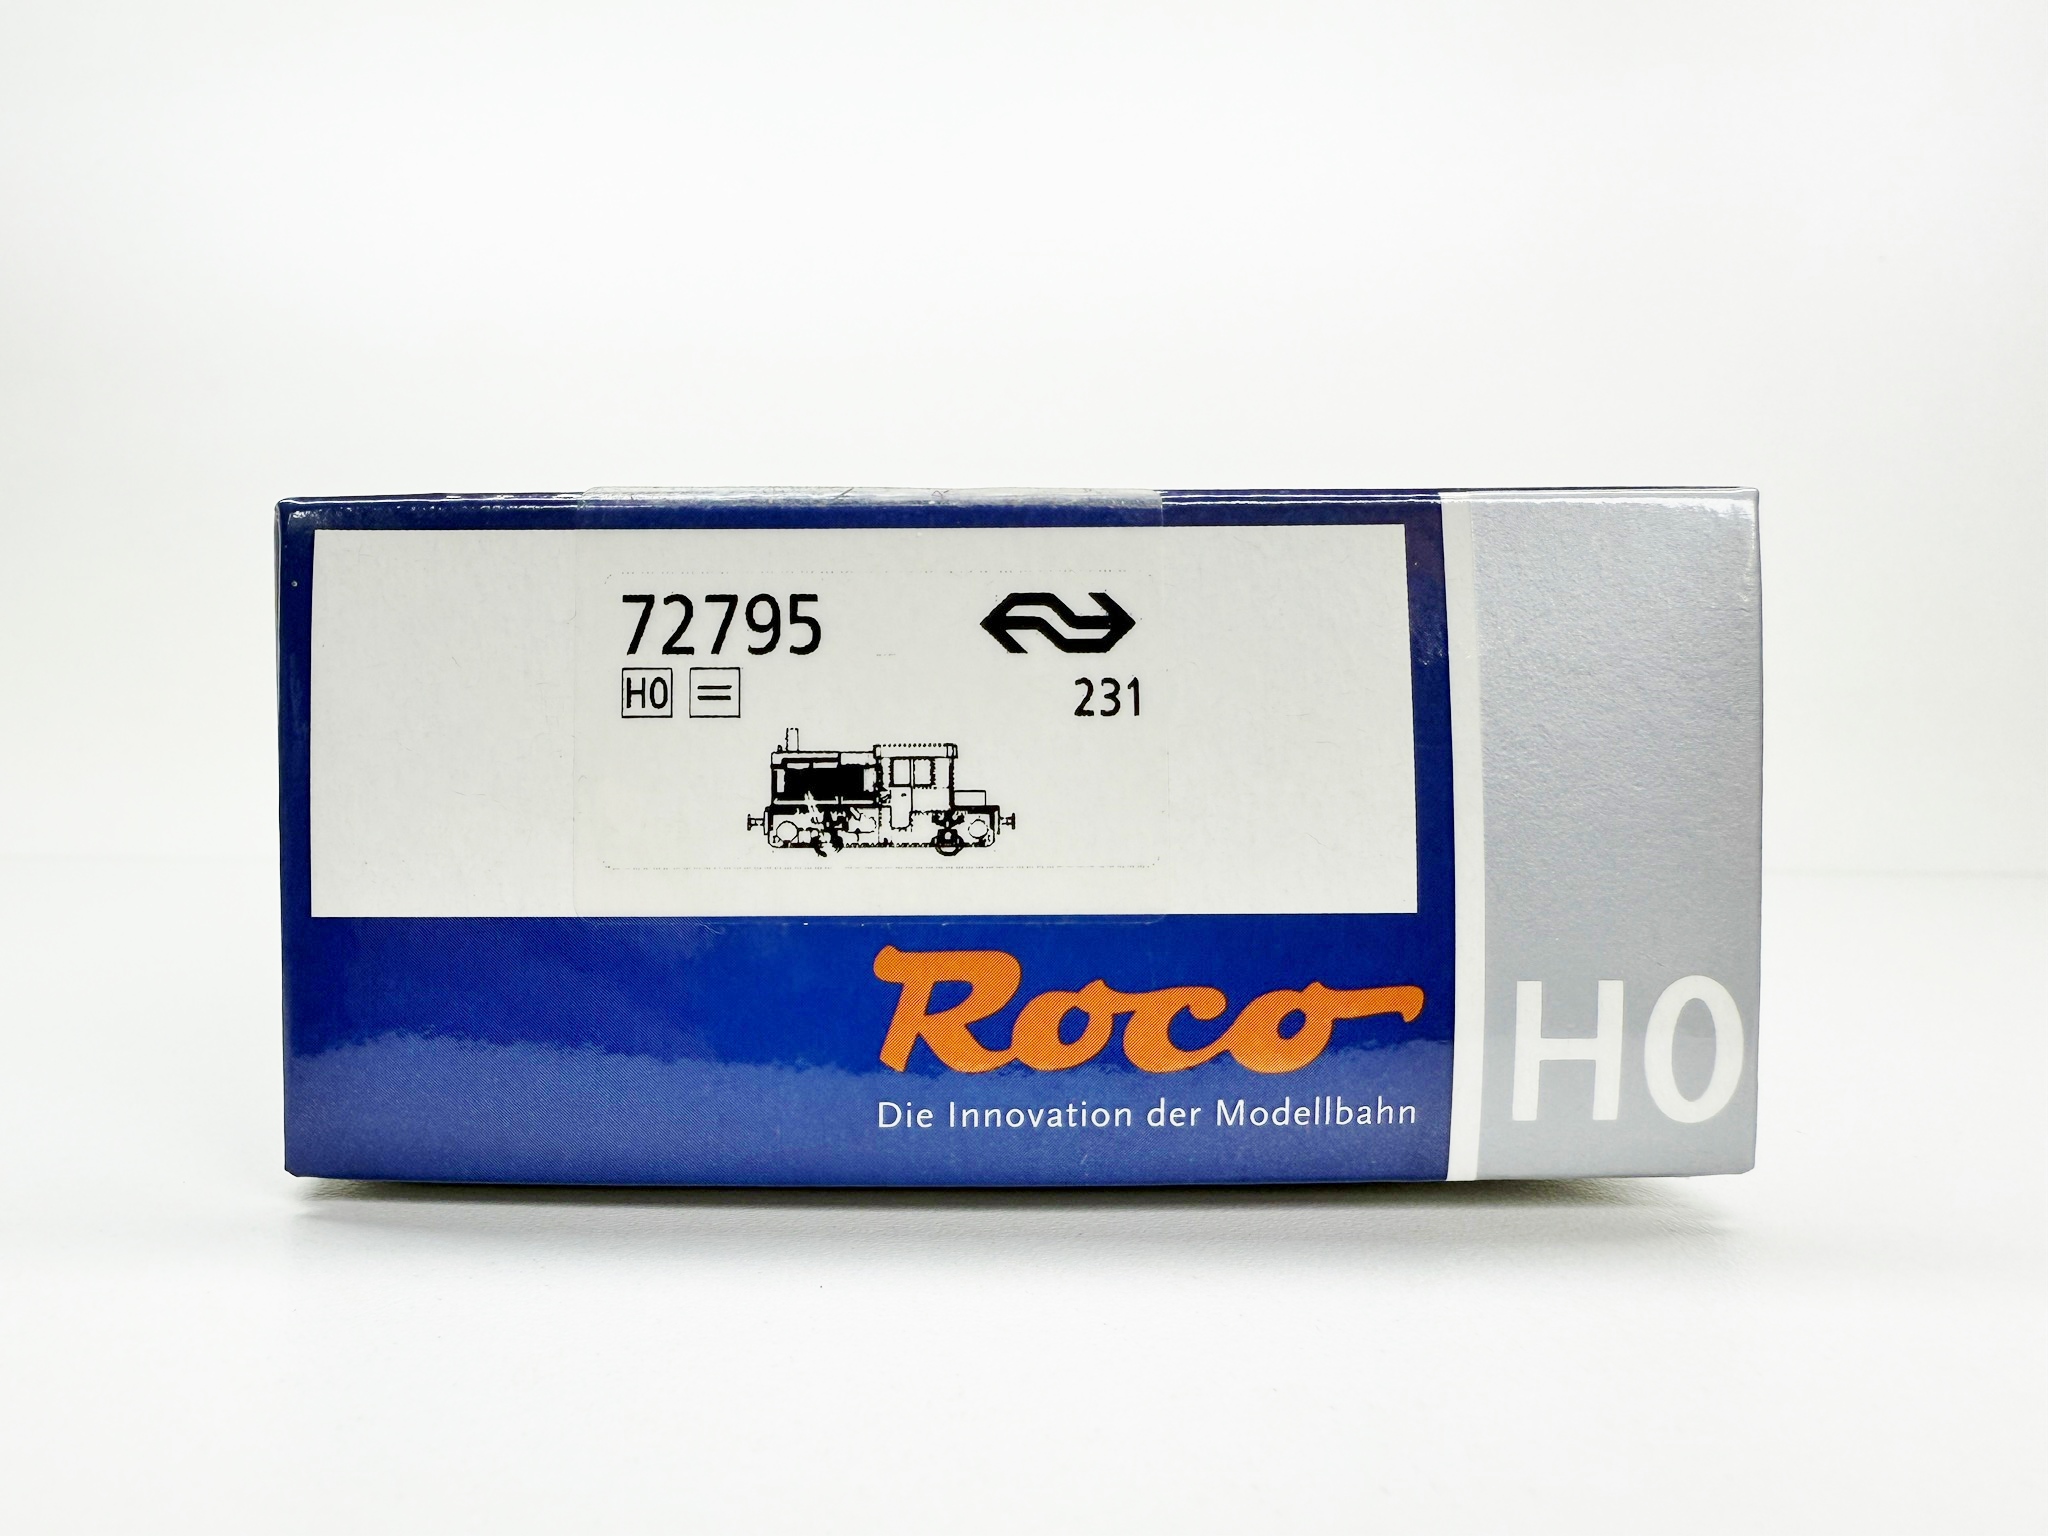 72795
H0 =
231
Roco
Die Innovation der Modellbahn
H0